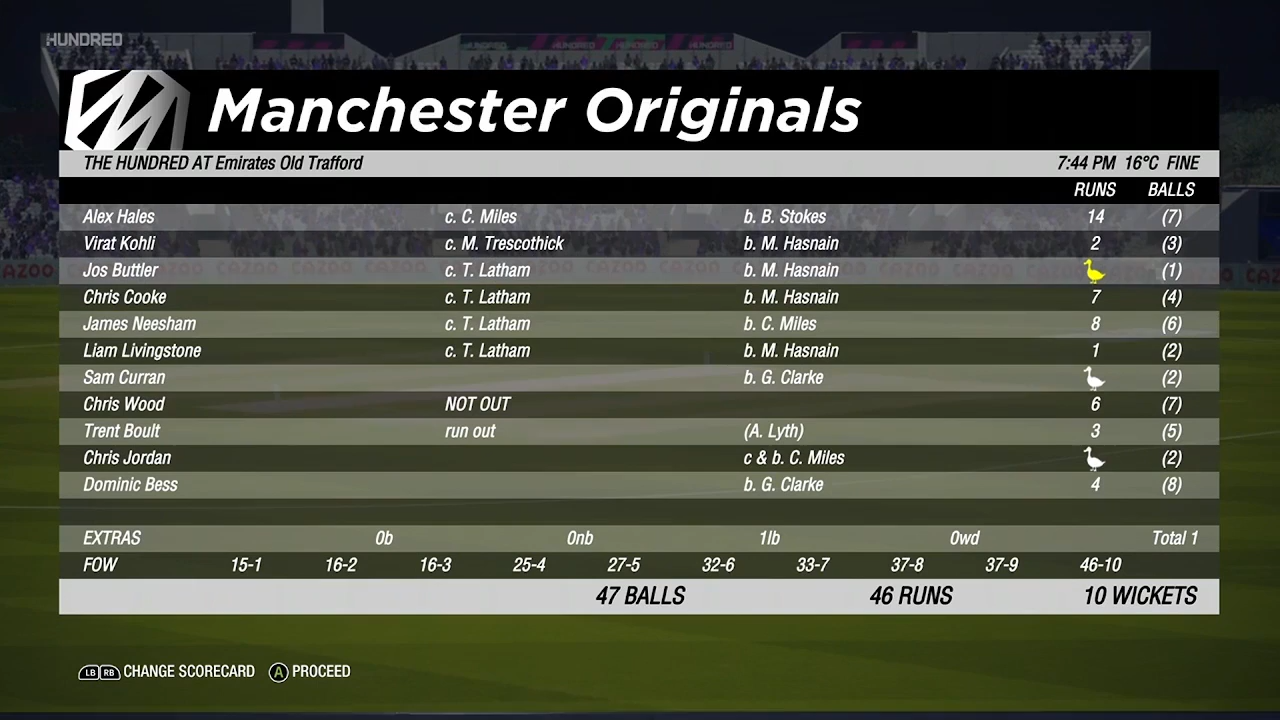 HUNDRED
HUNDRED HUNDRED THUNDRED HUNDRED
Manchester Originals
THE HUNDRED AT Emirates Old Trafford 7:44 PM 16°C FINE
RUNS BALLS
Alex Hales c. C. Miles b. B. Stokes 14 (7)
Virat Kohli c. M. Trescothick b. M. Hasnain 2 (3)
Jos Buttler c. T. Latham b. M. Hasnain (1)
Chris Cooke c. T. Latham b. M. Hasnain 7 (4)
James Neesham c. T. Latham b. C. Miles 8 (6)
Liam Livingstone c. T. Latham b. M. Hasnain 1 (2)
Sam Curran b. G. Clarke (2)
Chris Wood NOT OUT 6 (7)
Trent Boult run out (A. Lyth) 3 (5)
Chris Jordan c & b. C. Miles (2)
Dominic Bess b. G. Clarke 4 (8)
EXTRAS 0b 0nb 1lb 0wd Total 1
FOW 15-1 16-2 16-3 25-4 27-5 32-6 33-7 37-8 37-9 46-10
47 BALLS 46 RUNS 10 WICKETS
LB RB CHANGE SCORECARD A PROCEED